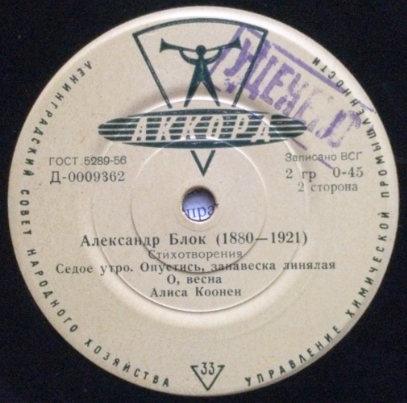 ЛЕНИНГРАДСКИЙ СОВЕТ НАРОДНОГО ХОЗЯЙСТВА
УПРАВЛЕНИЕ ХИМИЧЕСКОЙ ПРОМЫШЛЕННОСТИ
УЦЕНЕНО
АККОРД
ГОСТ 5289-56
Записано ВСГ
Д-0009362
2 гр 0-45
2 сторона
Александр Блок (1880—1921)
Стихотворения
Седое утро. Опустись, занавеска линялая
О, весна
Алиса Коонен
33